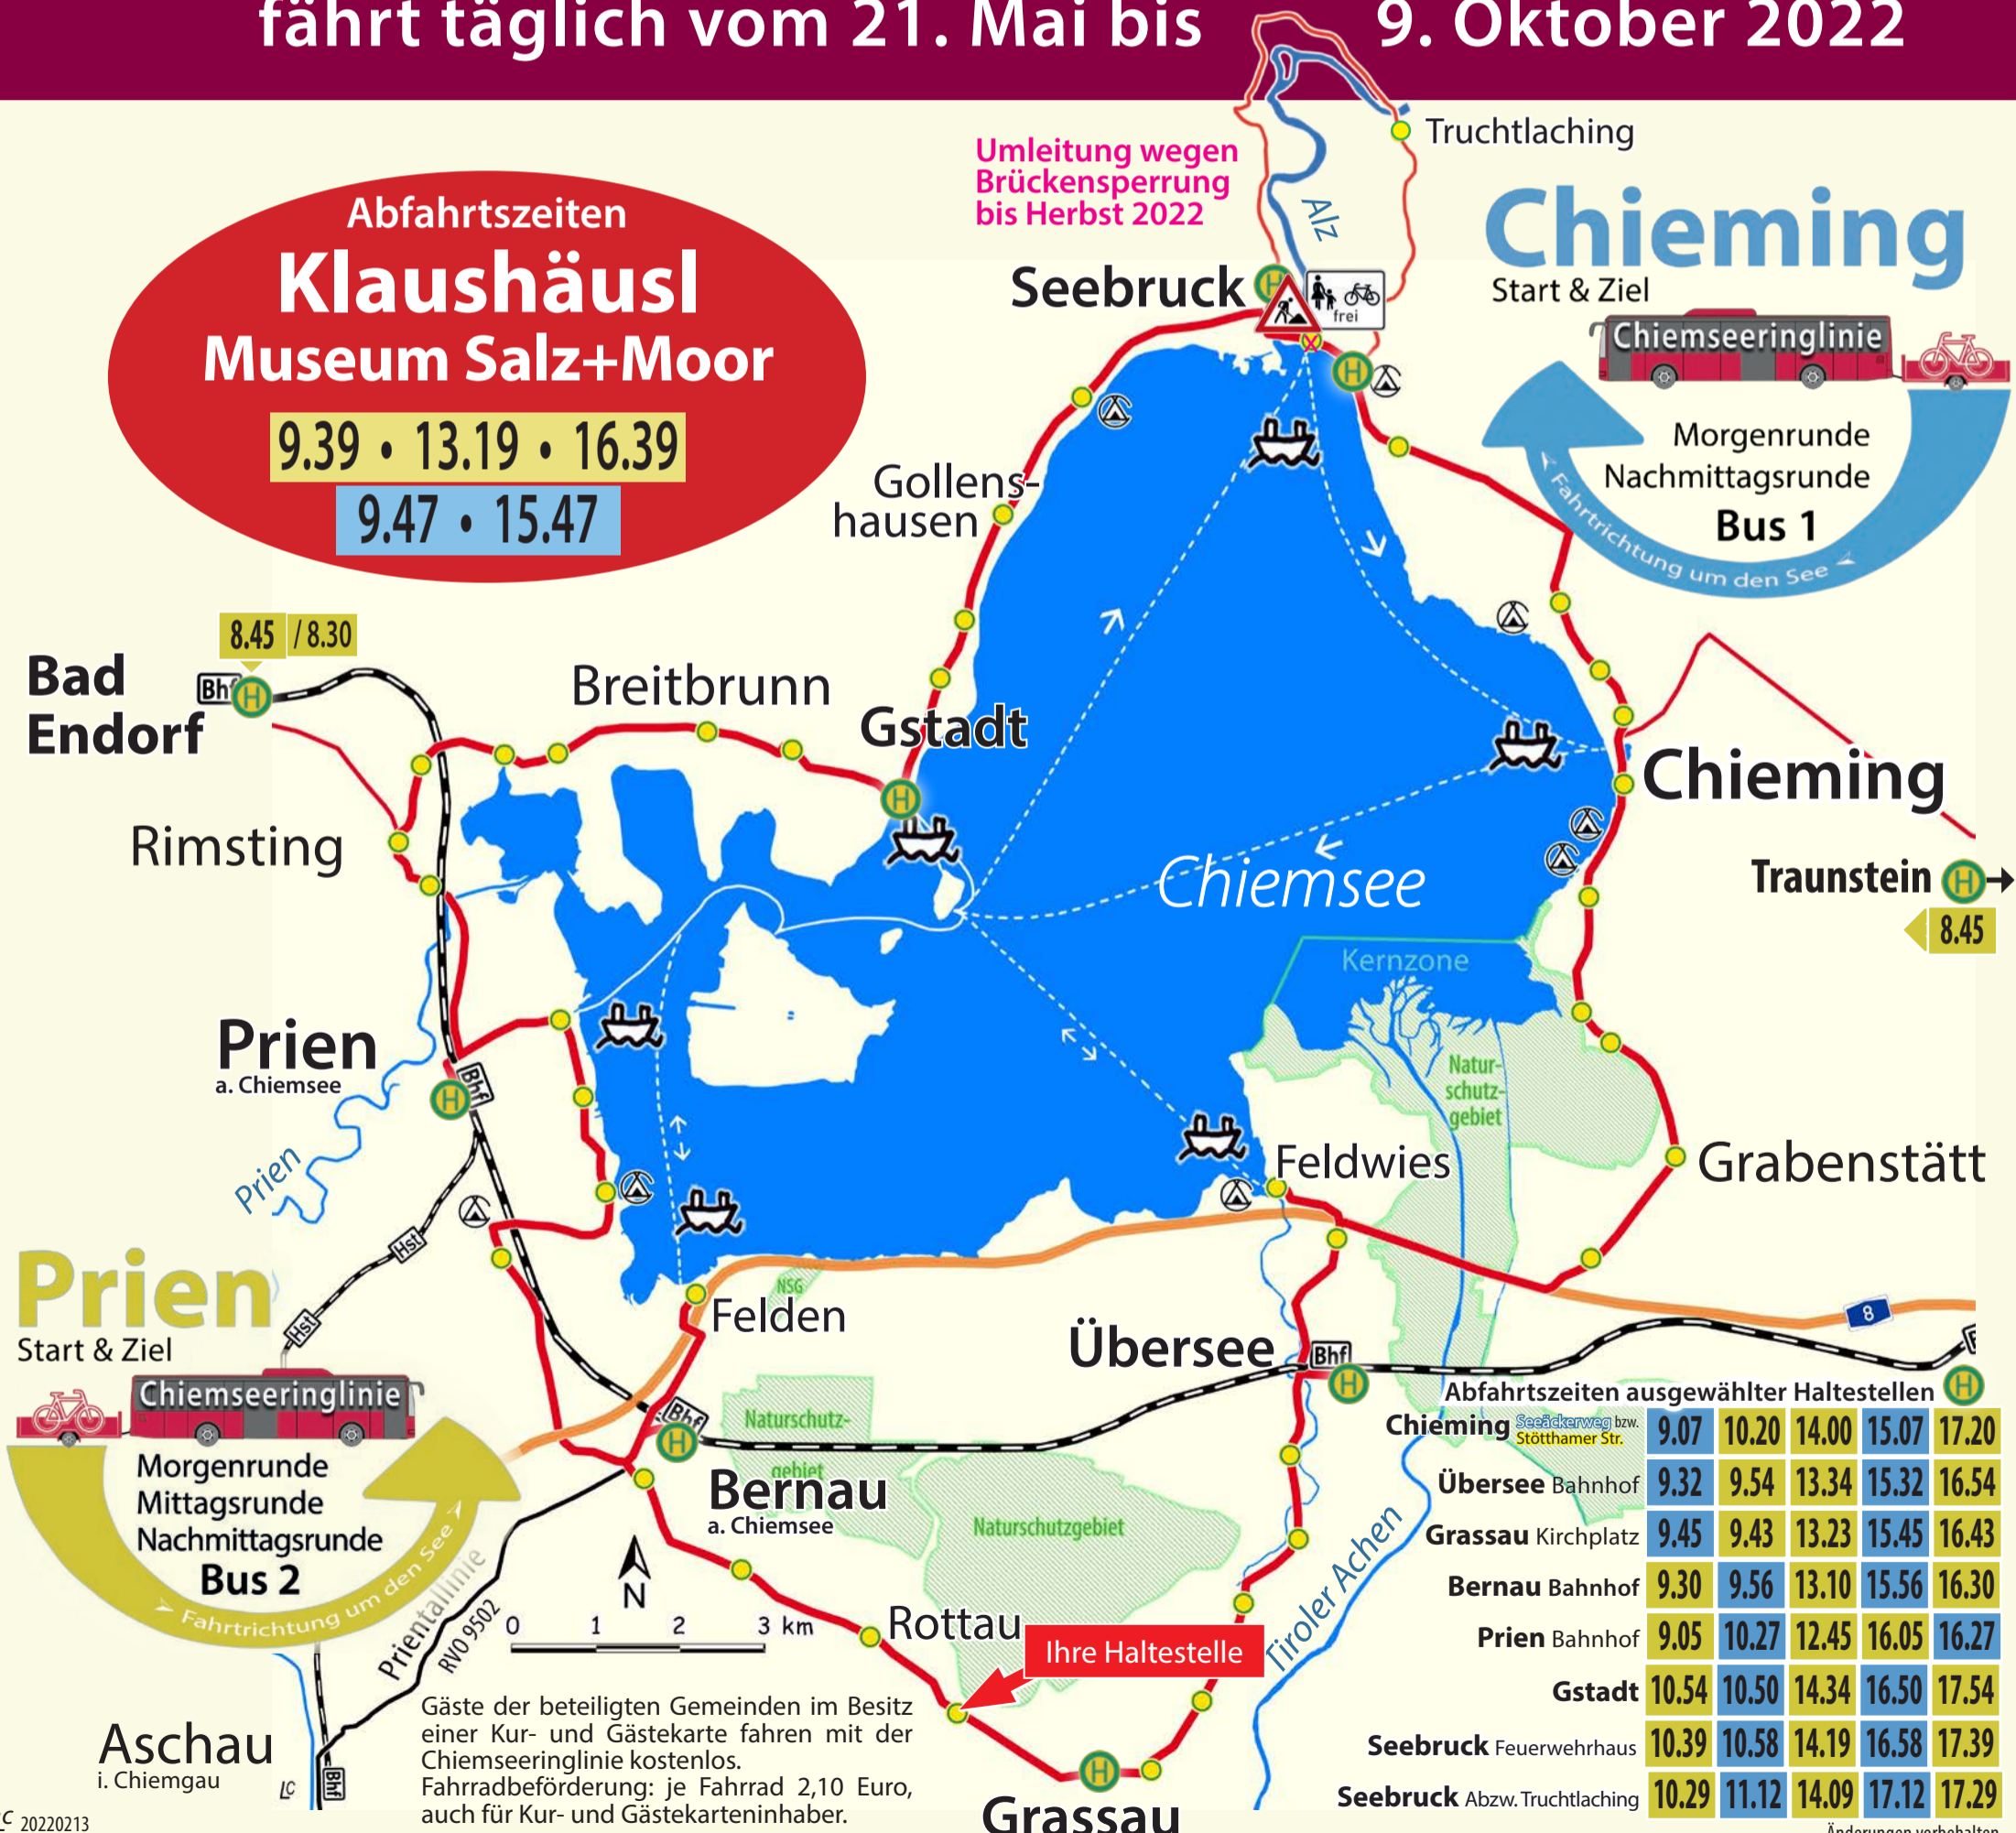 fährt täglich vom 21. Mai bis 9. Oktober 2022
Truchtlaching
Umleitung wegen
Brückensperrung
bis Herbst 2022
Alz
Abfahrtszeiten
Klaushäusl
Museum Salz+Moor
9.39 • 13.19 • 16.39
9.47 • 15.47
Chieming
Start & Ziel
Chiemseeringlinie
Morgenrunde
Nachmittagsrunde
Bus 1
Fahrtrichtung um den See
Seebruck
H
frei
H
Gollens-
hausen
8.45 / 8.30
Bad
Endorf
Bhf
H
Breitbrunn
Gstadt
H
Rimsting
Chieming
Chiemsee
Traunstein H
8.45
Kernzone
Natur-
schutz-
gebiet
Prien
a. Chiemsee
Bhf
H
Prien
Feldwies
Grabenstätt
Hst
Hst
Prien
Start & Ziel
Chiemseeringlinie
Morgenrunde
Mittagsrunde
Nachmittagsrunde
Bus 2
Fahrtrichtung um den See
NSG
Felden
8
Übersee
Bhf
H
Bhf
H
Naturschutz-
gebiet
Bernau
a. Chiemsee
Naturschutzgebiet
Prientallinie
RVO 9502
N
0 1 2 3 km
Rottau
Ihre Haltestelle
Tiroler Achen
Aschau
i. Chiemgau
LC
Bhf
Gäste der beteiligten Gemeinden im Besitz
einer Kur- und Gästekarte fahren mit der
Chiemseeringlinie kostenlos.
Fahrradbeförderung: je Fahrrad 2,10 Euro,
auch für Kur- und Gästekarteninhaber.
H
Grassau
Abfahrtszeiten ausgewählter Haltestellen H
Chieming Seeäckerweg bzw. Stötthamer Str. 9.07 10.20 14.00 15.07 17.20
Übersee Bahnhof 9.32 9.54 13.34 15.32 16.54
Grassau Kirchplatz 9.45 9.43 13.23 15.45 16.43
Bernau Bahnhof 9.30 9.56 13.10 15.56 16.30
Prien Bahnhof 9.05 10.27 12.45 16.05 16.27
Gstadt 10.54 10.50 14.34 16.50 17.54
Seebruck Feuerwehrhaus 10.39 10.58 14.19 16.58 17.39
Seebruck Abzw. Truchtlaching 10.29 11.12 14.09 17.12 17.29
Änderungen vorbehalten
LC 20220213